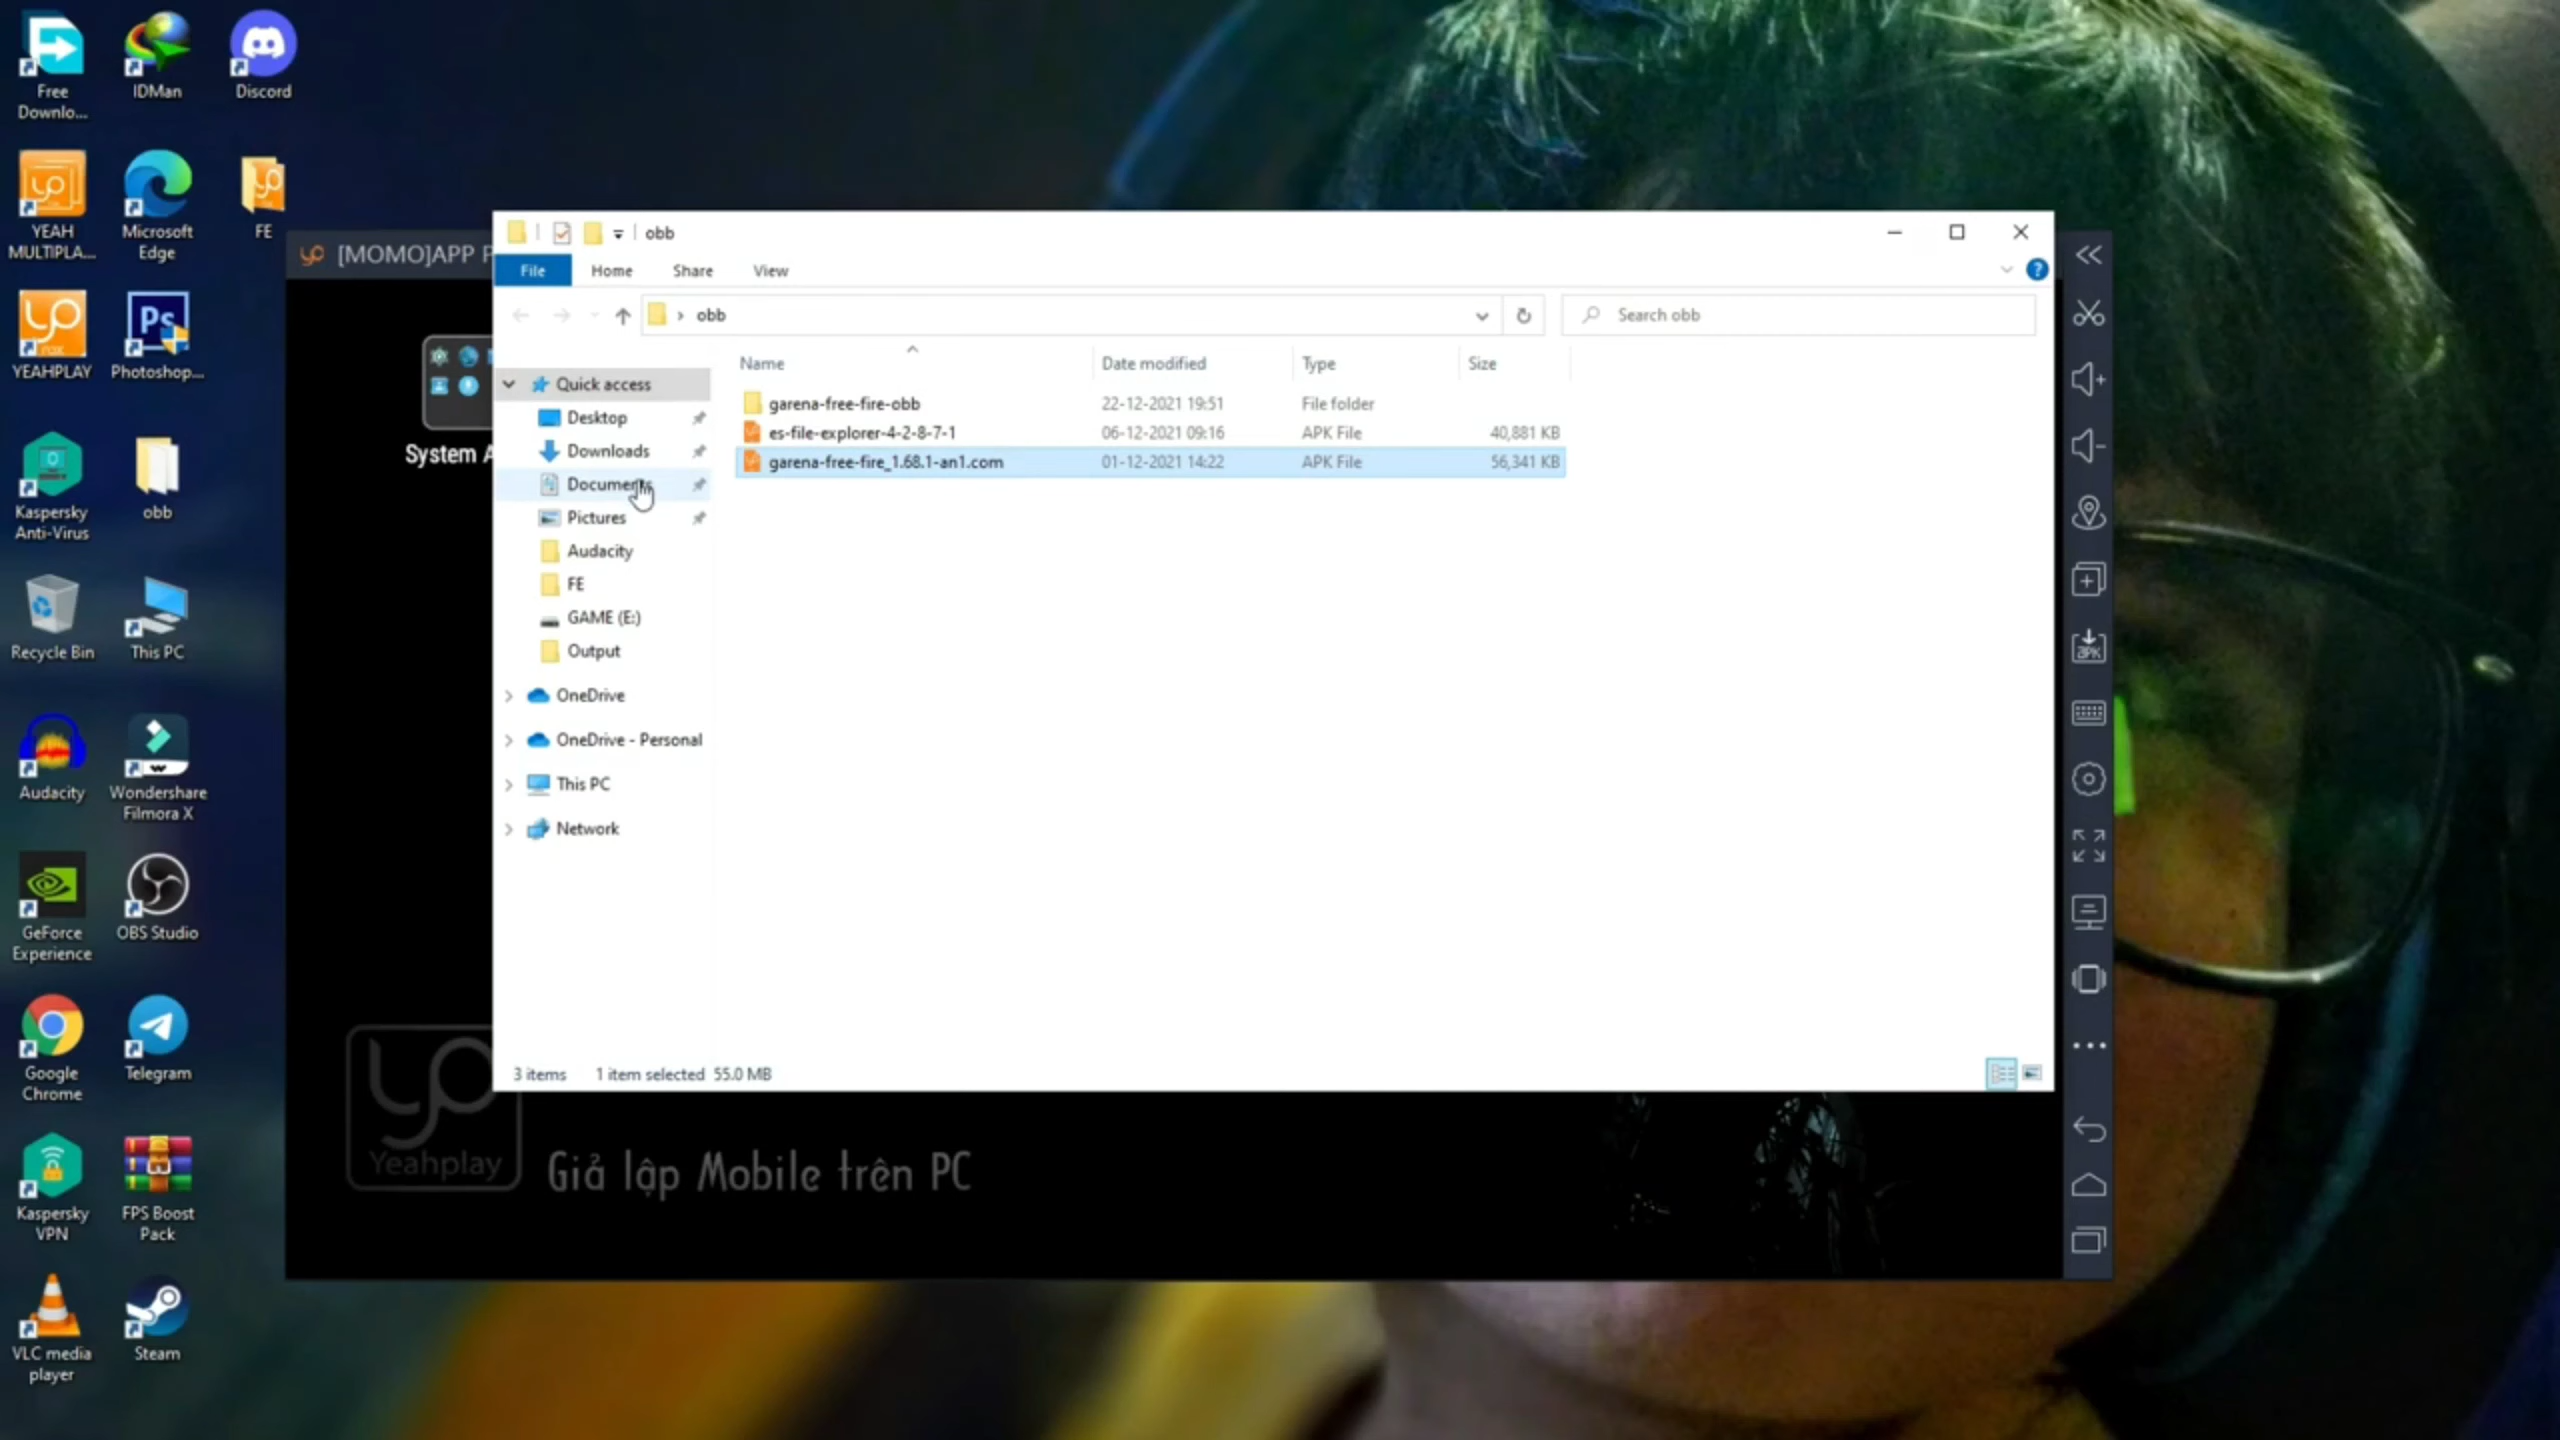 Free
Downlo...
IDMan
Discord
YEAH
MULTIPLA...
Microsoft
Edge
FE
YEAHPLAY
Photoshop...
Kaspersky
Anti-Virus
obb
Recycle Bin
This PC
Audacity
Wondershare
Filmora X
GeForce
Experience
OBS Studio
Google
Chrome
Telegram
Kaspersky
VPN
FPS Boost
Pack
VLC media
player
Steam
[MOMO]APP
System A
obb
File
Home
Share
View
obb
Search obb
Name
Date modified
Type
Size
Quick access
Desktop
Downloads
Documents
Pictures
Audacity
FE
GAME (E:)
Output
OneDrive
OneDrive - Personal
This PC
Network
garena-free-fire-obb 22-12-2021 19:51 File folder
es-file-explorer-4-2-8-7-1 06-12-2021 09:16 APK File 40,881 KB
garena-free-fire_1.68.1-an1.com 01-12-2021 14:22 APK File 56,341 KB
3 items 1 item selected 55.0 MB
APK
Yeahplay
Giả lập Mobile trên PC